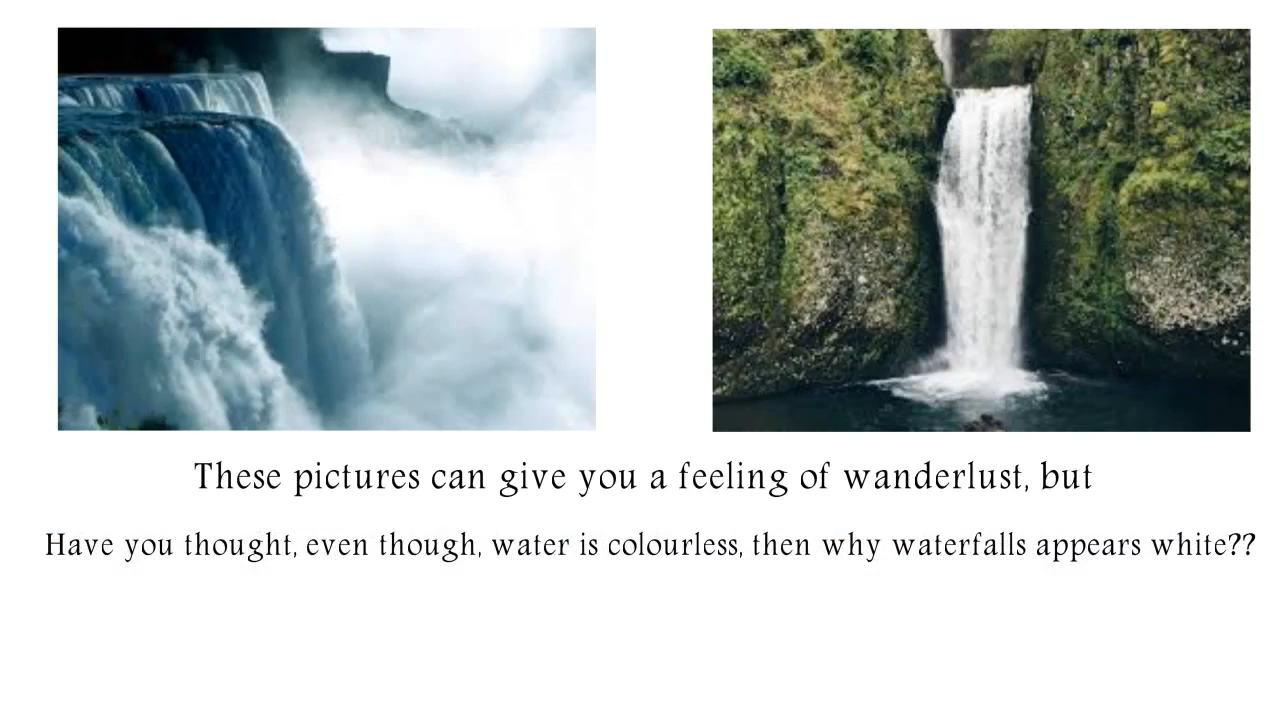 These pictures can give you a feeling of wanderlust, but
Have you thought, even though, water is colourless, then why waterfalls appears white??